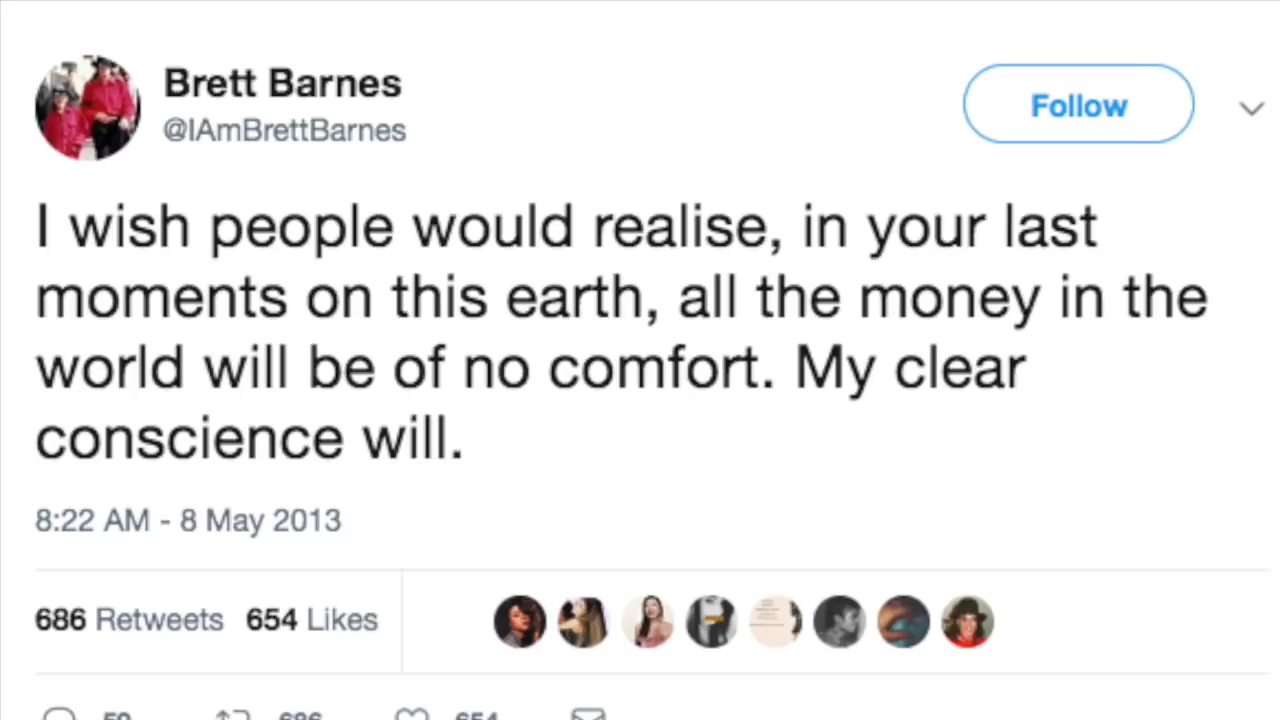 Brett Barnes
@IAmBrettBarnes
Follow
I wish people would realise, in your last
moments on this earth, all the money in the
world will be of no comfort. My clear
conscience will.
8:22 AM - 8 May 2013
686 Retweets 654 Likes
59 686 654